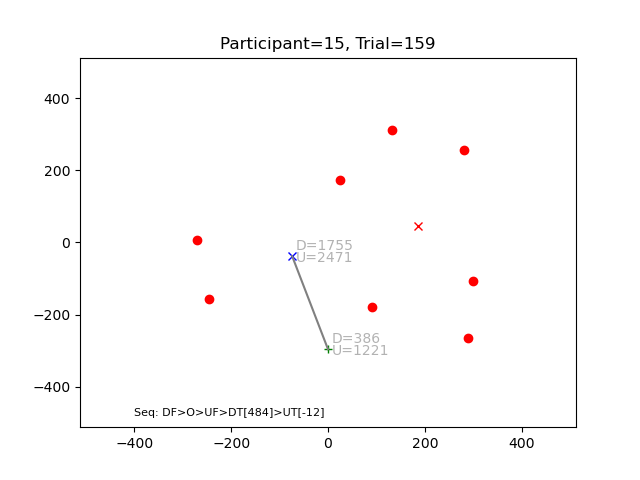 Participant=15, Trial=159
400
200
0
−200
−400
D=1755
U=2471
D=386
U=1221
Seq: DF>O>UF>DT[484]>UT[-12]
−400
−200
0
200
400